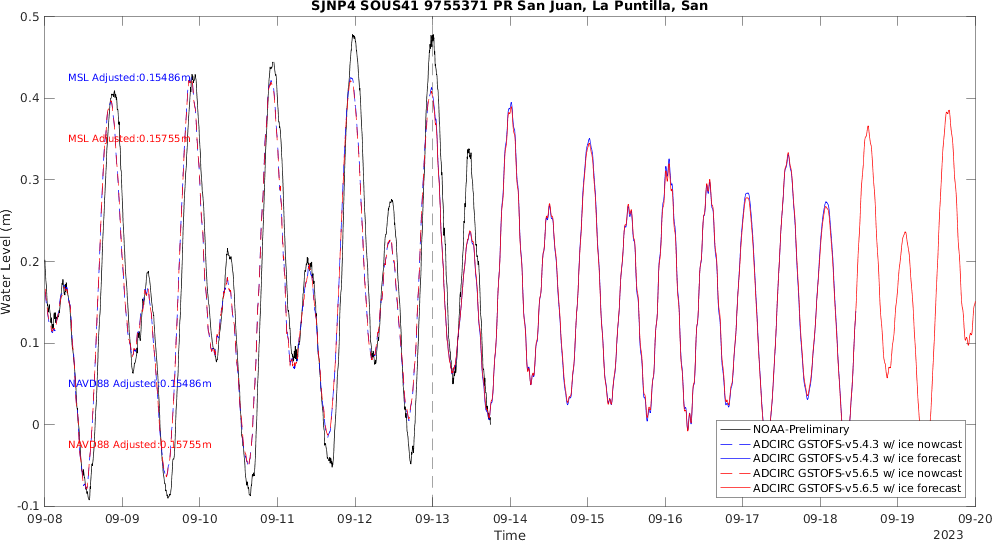 SJNP4 SOUS41 9755371 PR San Juan, La Puntilla, San
Water Level (m)
0.5
0.4
0.3
0.2
0.1
0
-0.1
MSL Adjusted:0.15486m
MSL Adjusted:0.15755m
NAVD88 Adjusted:0.15486m
NAVD88 Adjusted:0.15755m
NOAA-Preliminary
ADCIRC GSTOFS-v5.4.3 w/ ice nowcast
ADCIRC GSTOFS-v5.4.3 w/ ice forecast
ADCIRC GSTOFS-v5.6.5 w/ ice nowcast
ADCIRC GSTOFS-v5.6.5 w/ ice forecast
09-08 09-09 09-10 09-11 09-12 09-13 09-14 09-15 09-16 09-17 09-18 09-19 09-20
Time
2023